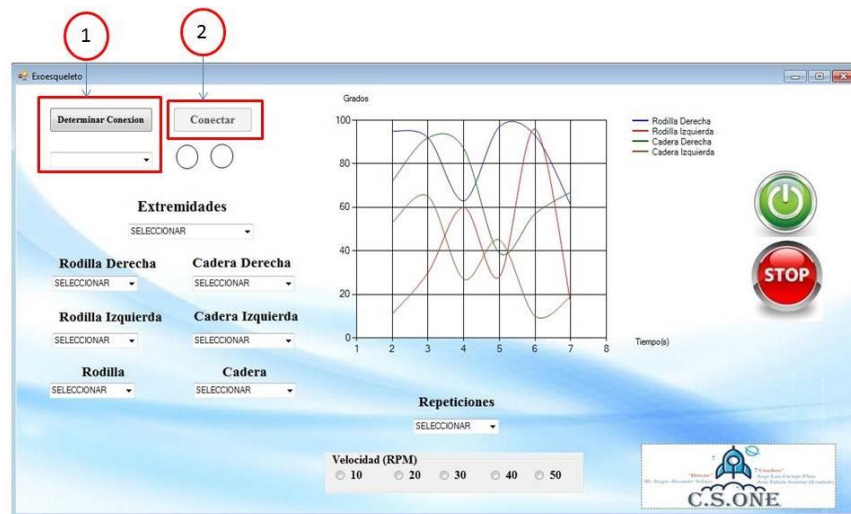 1
2
Exoesqueleto
Determinar Conexion
Conectar
Extremidades
SELECCIONAR
Rodilla Derecha
Cadera Derecha
SELECCIONAR
SELECCIONAR
Rodilla Izquierda
Cadera Izquierda
SELECCIONAR
SELECCIONAR
Rodilla
Cadera
SELECCIONAR
SELECCIONAR
Grados
100
80
60
40
20
0
1 2 3 4 5 6 7 8
Tiempo(s)
Rodilla Derecha
Rodilla Izquierda
Cadera Derecha
Cadera Izquierda
STOP
Repeticiones
SELECCIONAR
Velocidad (RPM)
10 20 30 40 50
C.S.ONE